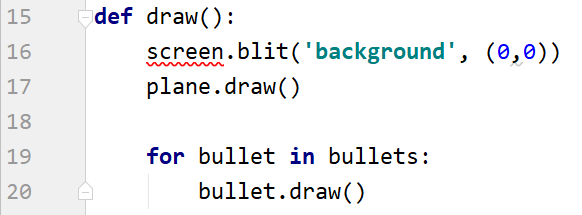 15 def draw():
16     screen.blit('background', (0,0))
17     plane.draw()
18
19     for bullet in bullets:
20         bullet.draw()